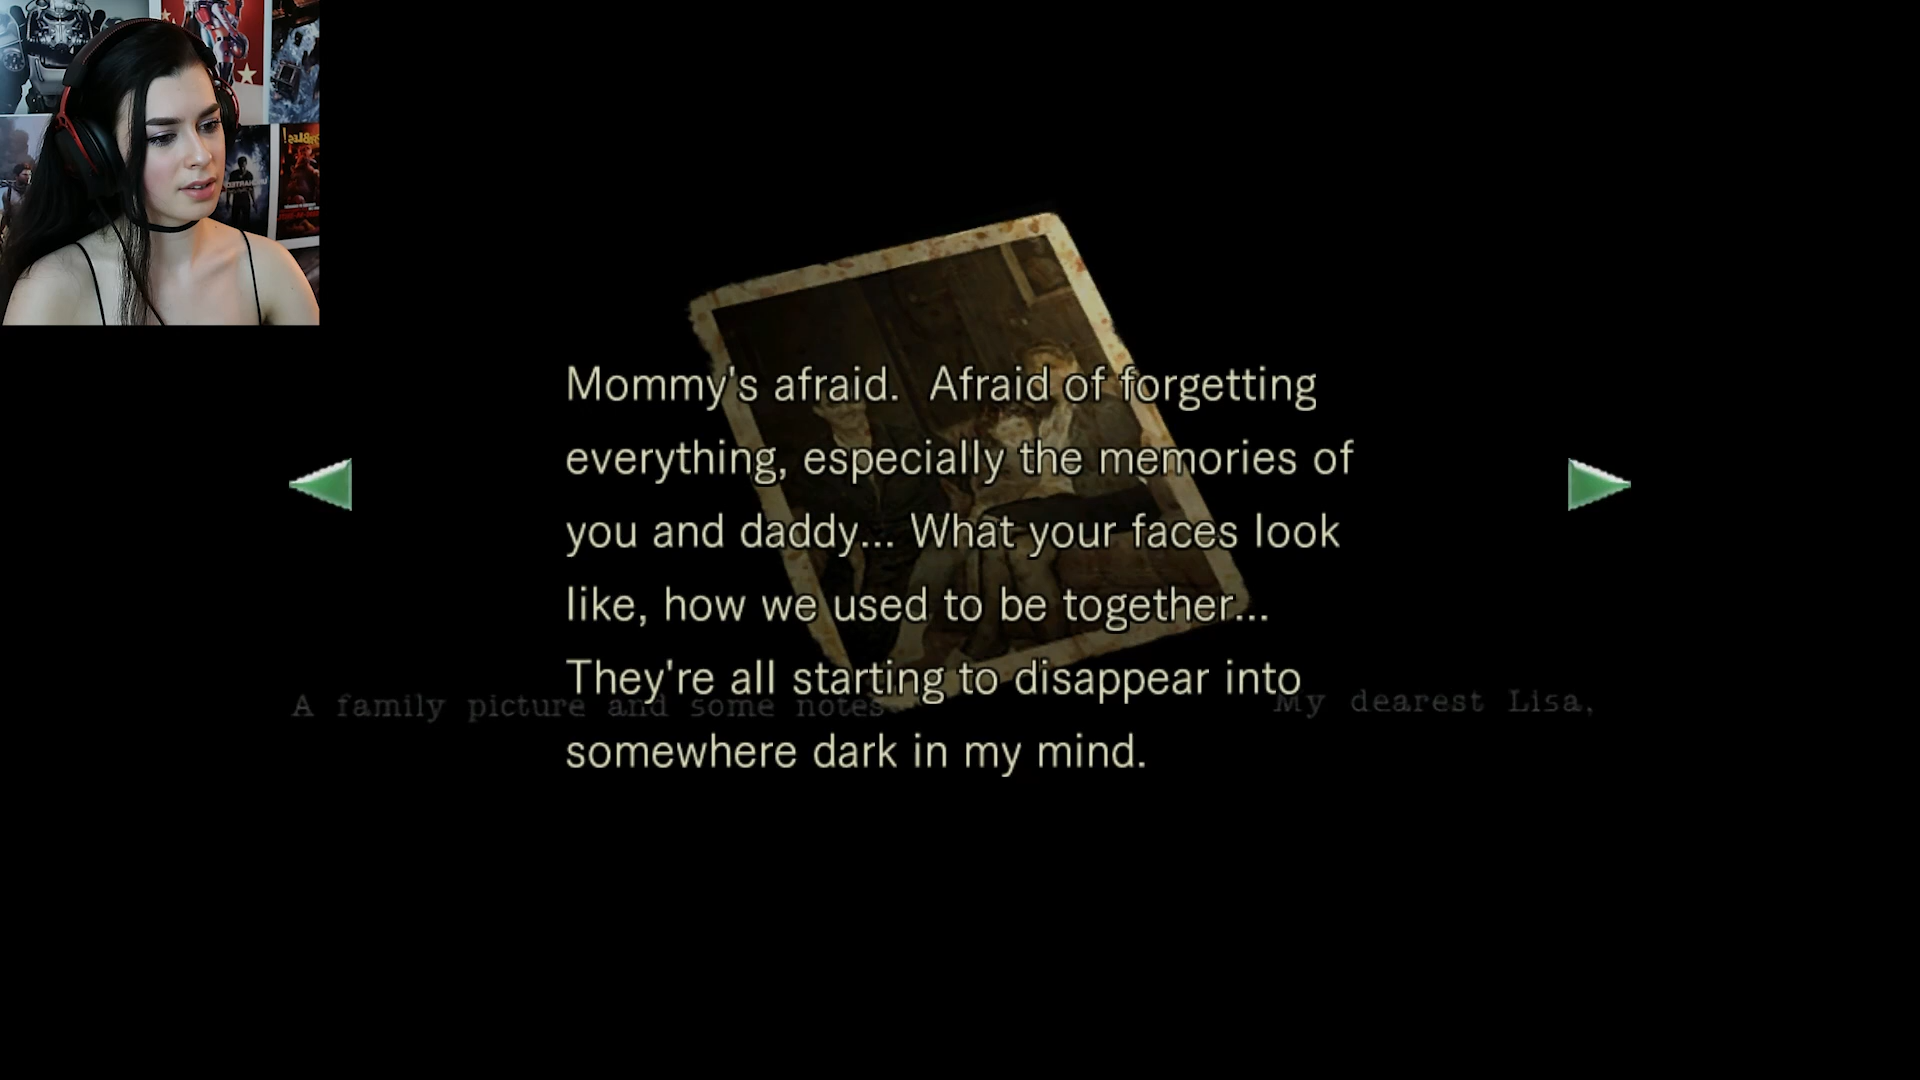 Mommy's afraid.  Afraid of forgetting
everything, especially the memories of
you and daddy... What your faces look
like, how we used to be together...
They're all starting to disappear into
somewhere dark in my mind.
A family picture and some notes
My dearest Lisa,
UNCHARTED